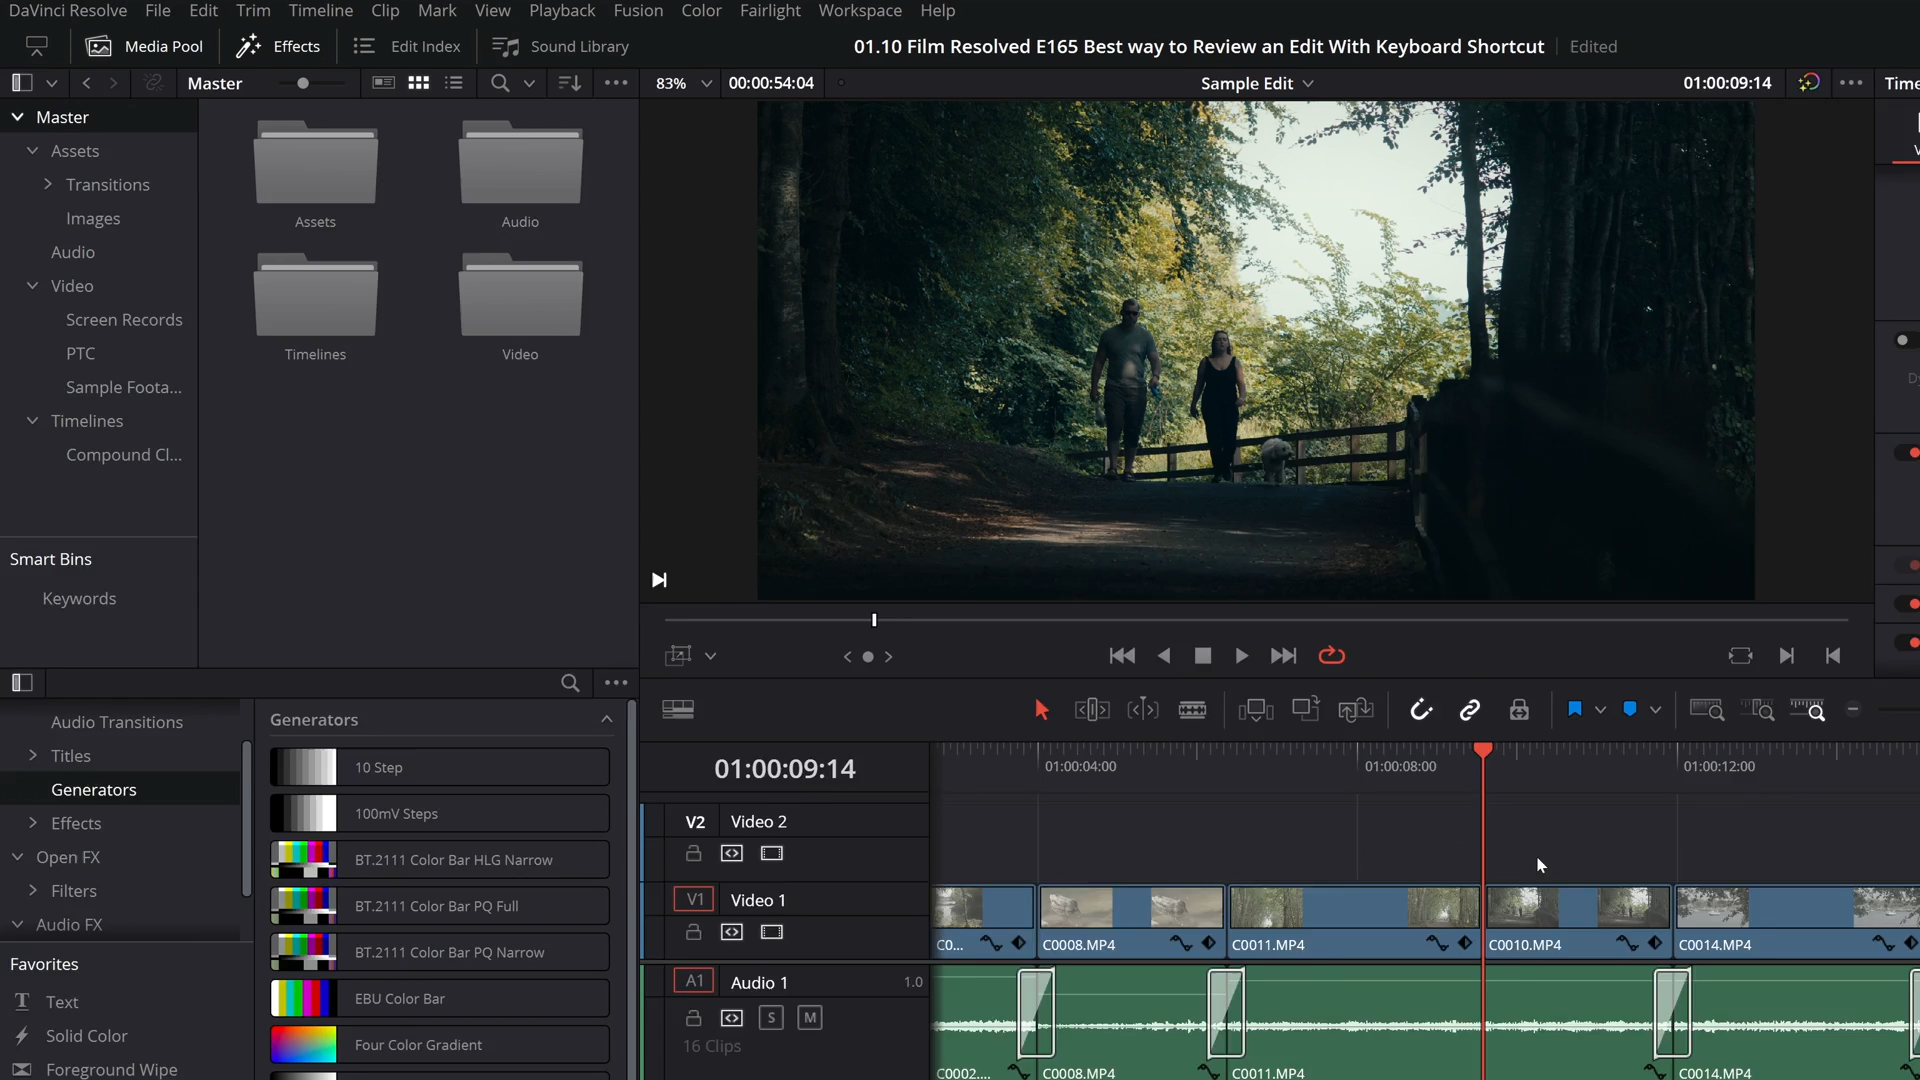 DaVinci Resolve File Edit Trim Timeline Clip Mark View Playback Fusion Color Fairlight Workspace Help
Media Pool Effects Edit Index Sound Library 01.10 Film Resolved E165 Best way to Review an Edit With Keyboard Shortcut Edited
Master 83% 00:00:54:04 Sample Edit 01:00:09:14
Master
Assets
Transitions
Images
Audio
Video
Screen Records
PTC
Sample Foota...
Timelines
Compound Cl...
Assets Audio
Timelines Video
Smart Bins
Keywords
Audio Transitions
Titles
Generators
Effects
Open FX
Filters
Audio FX
Favorites
Text
Solid Color
Foreground Wipe
Generators
10 Step
100mV Steps
BT.2111 Color Bar HLG Narrow
BT.2111 Color Bar PQ Full
BT.2111 Color Bar PQ Narrow
EBU Color Bar
Four Color Gradient
01:00:09:14 01:00:04:00 01:00:08:00 01:00:12:00
V2 Video 2
V1 Video 1
C0... C0008.MP4 C0011.MP4 C0010.MP4 C0014.MP4
A1 Audio 1 1.0
S M
16 Clips
C0002.... C0008.MP4 C0011.MP4 C0014.MP4